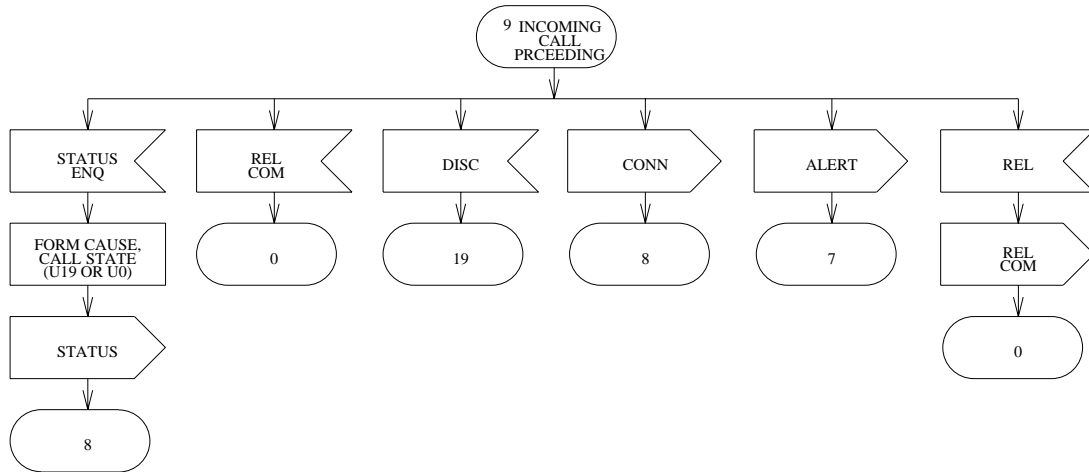 9 INCOMING
CALL
PRCEEDING
STATUS
ENQ
REL
COM
DISC
CONN
ALERT
REL
FORM CAUSE,
CALL STATE
(U19 OR U0)
0
19
8
7
REL
COM
STATUS
0
8